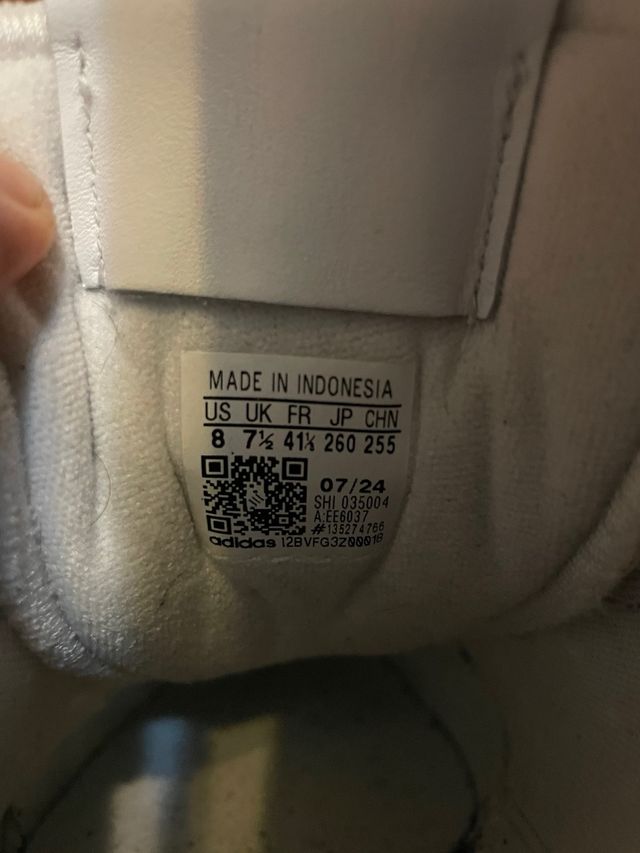 MADE IN INDONESIA
US UK FR JP CHN
8 7½ 41⅓ 260 255
07/24
SHI 035004
A:EE6037
#135274766
adidas 12BVFG3Z0001B